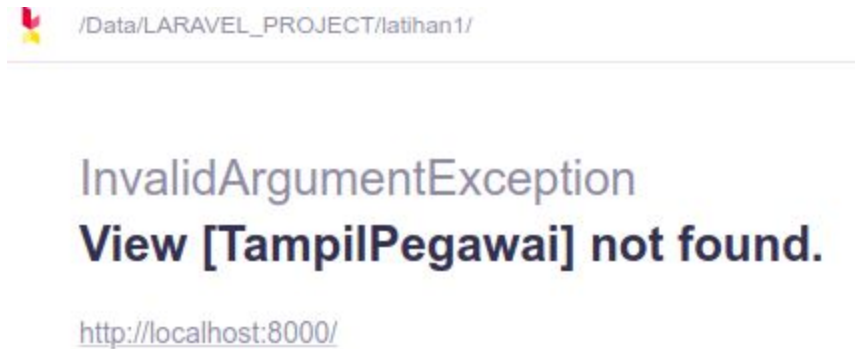 /Data/LARAVEL_PROJECT/latihan1/
InvalidArgumentException
View [TampilPegawai] not found.
http://localhost:8000/